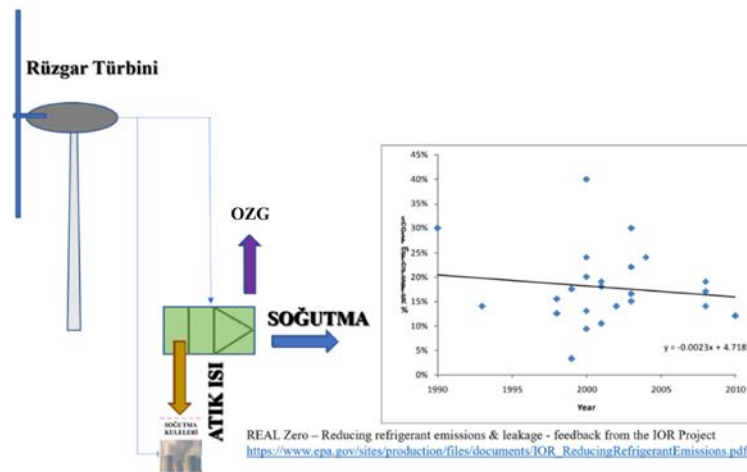 Rüzgar Türbini
OZG
SOĞUTMA
ATIK ISI
SOĞUTMA
KULELERİ
45%
40%
35%
30%
25%
20%
15%
10%
5%
0%
y = -0.0023x + 4.718
1990
1995
2000
2005
2010
Year
REAL Zero – Reducing refrigerant emissions & leakage - feedback from the IOR Project
https://www.epa.gov/sites/production/files/documents/IOR_ReducingRefrigerantEmissions.pdf